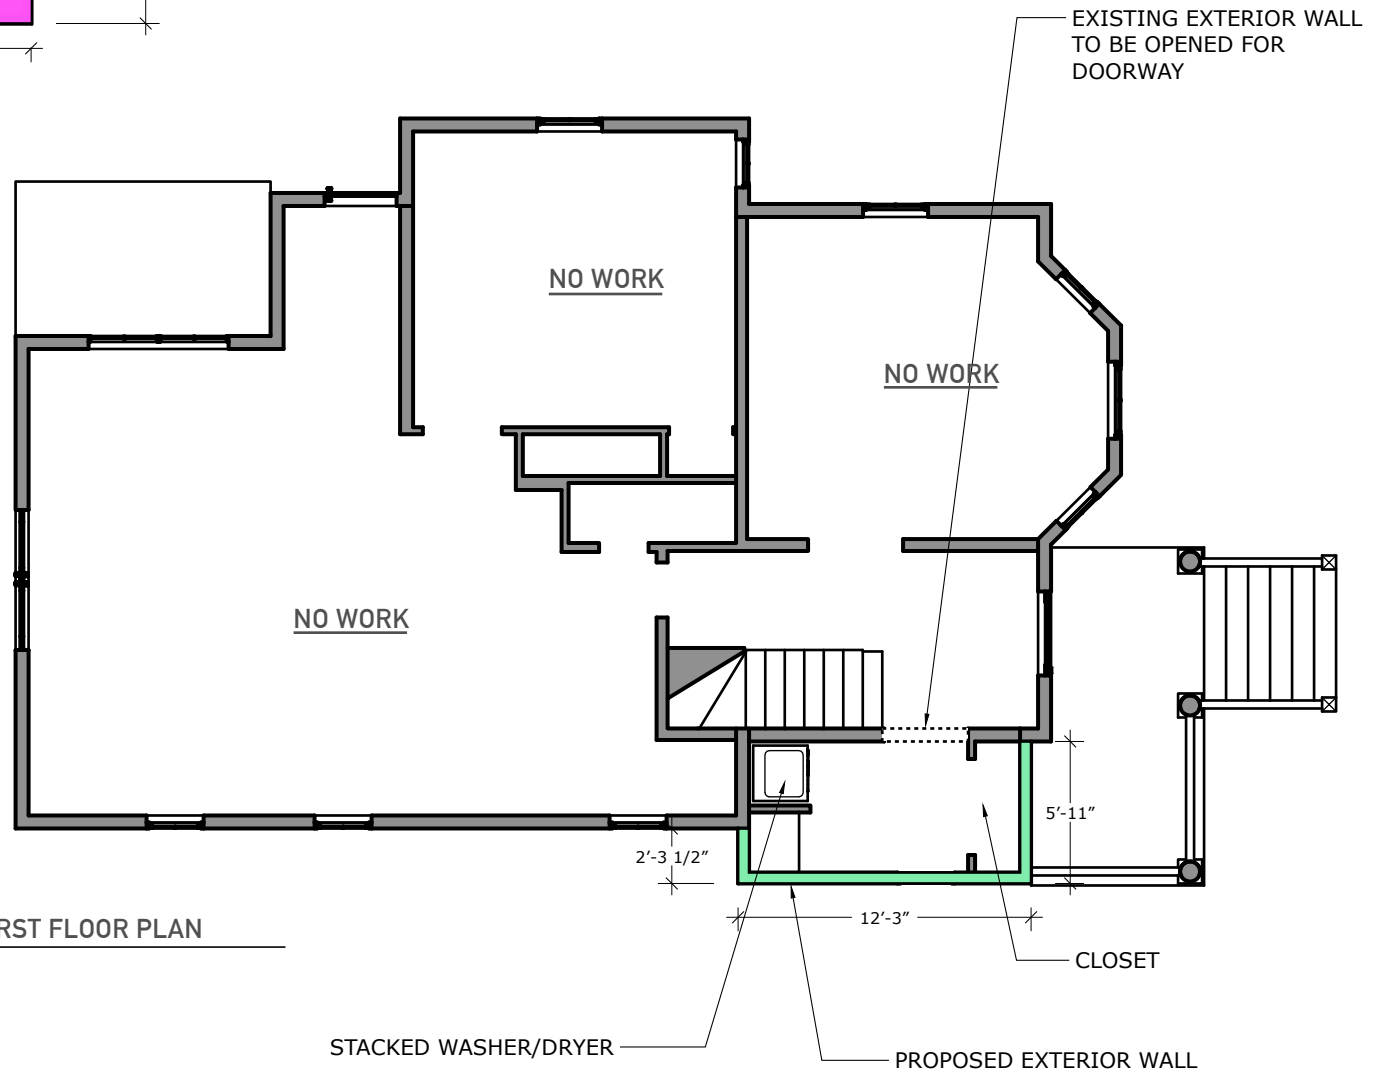 EXISTING EXTERIOR WALL
TO BE OPENED FOR
DOORWAY
NO WORK
NO WORK
NO WORK
5’-11”
2’-3 1/2”
12’-3”
RST FLOOR PLAN
CLOSET
STACKED WASHER/DRYER
PROPOSED EXTERIOR WALL